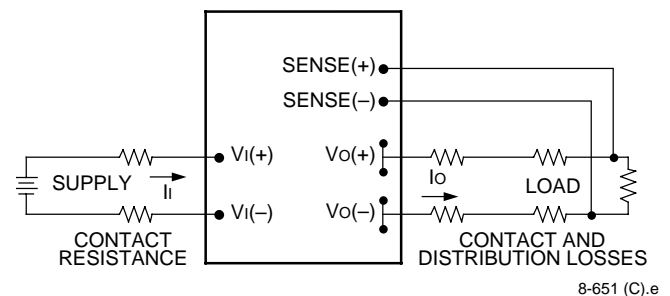 SENSE(+)
SENSE(–)
VI(+)
VO(+)
SUPPLY
II
IO
LOAD
VI(–)
VO(–)
CONTACT
RESISTANCE
CONTACT AND
DISTRIBUTION LOSSES
8-651 (C).e